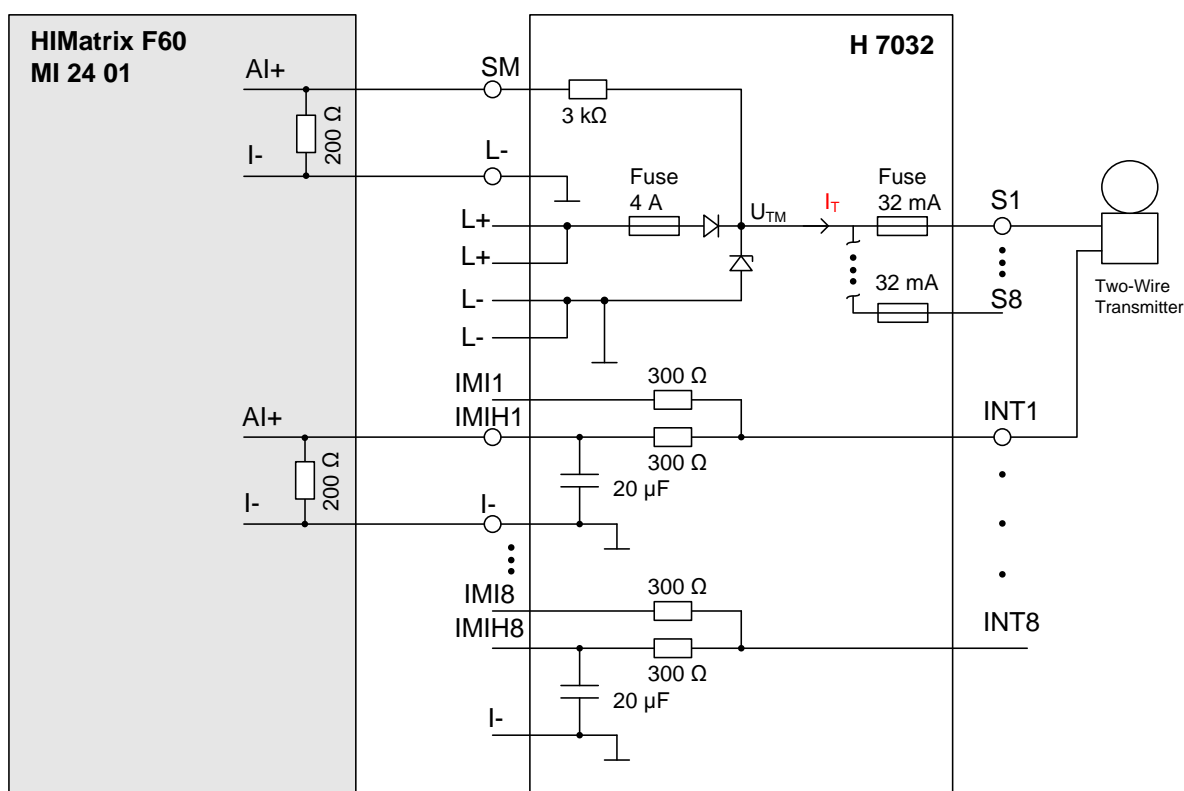 HIMatrix F60
MI 24 01
H 7032
AI+
SM
3 kΩ
200 Ω
I-
L-
Fuse
4 A
Fuse
32 mA
S1
L+
U_TM
I_T
L+
32 mA
L-
S8
Two-Wire
Transmitter
L-
IMI1
300 Ω
AI+
IMIH1
INT1
300 Ω
200 Ω
20 µF
I-
I-
IMI8
300 Ω
IMIH8
INT8
300 Ω
20 µF
I-